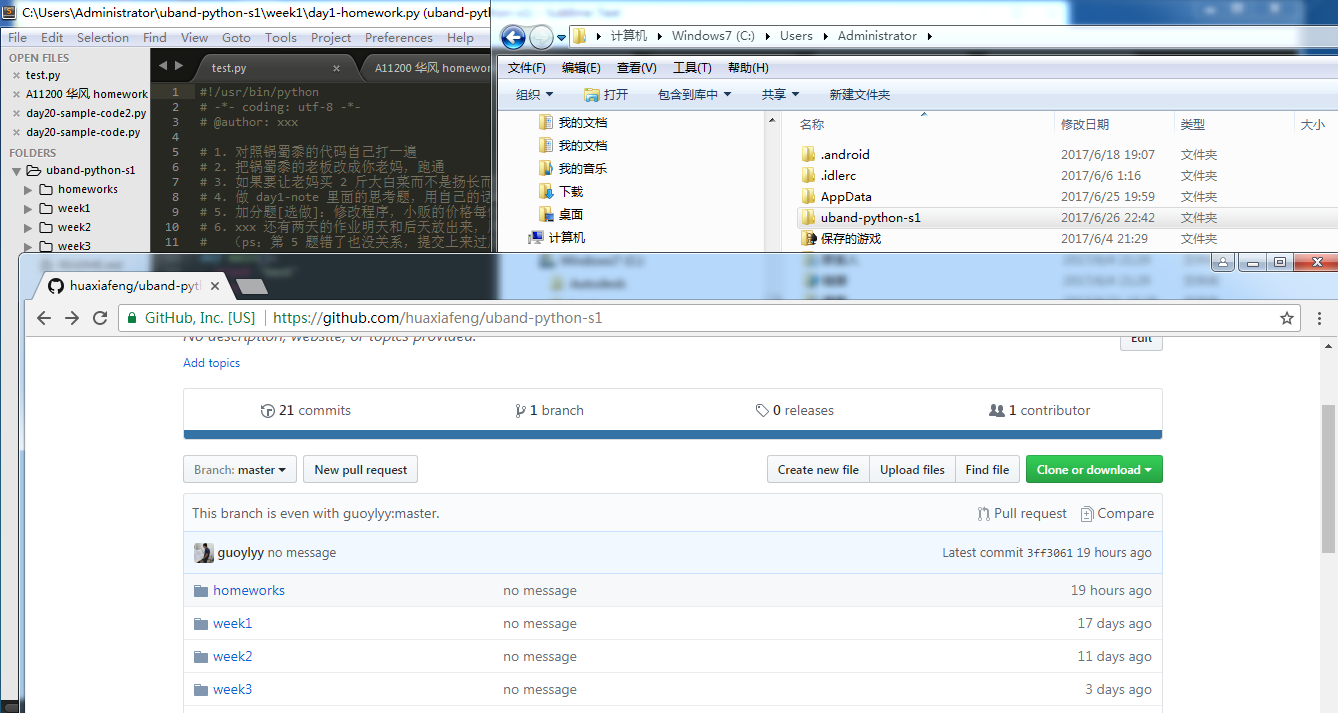 C:\Users\Administrator\uband-python-s1\week1\day1-homework.py (uband-pyth
File Edit Selection Find View Goto Tools Project Preferences Help
OPEN FILES
test.py
A11200 华风 homework
day20-sample-code2.py
day20-sample-code.py
FOLDERS
uband-python-s1
homeworks
week1
week2
week3
test.py
A11200 华风 homewor
1 #!/usr/bin/python
2 # -*- coding: utf-8 -*-
3 # @author: xxx
4
5 # 1. 对照锅蜀黍的代码自己打一遍
6 # 2. 把锅蜀黍的老板改成你老妈，跑通
7 # 3. 如果要让老妈买 2 斤大白菜而不是扬长而
8 # 4. 做 day1-note 里面的思考题，用自己的话
9 # 5. 加分题[选做]：修改程序，小贩的价格每
10 # 6. xxx 还有两天的作业明天和后天放出来，
11 # （ps：第 5 题错了也没关系，提交上来过
计算机 Windows7 (C:) Users Administrator
文件(F) 编辑(E) 查看(V) 工具(T) 帮助(H)
组织 打开 包含到库中 共享 新建文件夹
我的文档
我的文档
我的音乐
下载
桌面
计算机
名称 修改日期 类型 大小
.android 2017/6/18 19:07 文件夹
.idlerc 2017/6/6 1:16 文件夹
AppData 2017/6/25 19:59 文件夹
uband-python-s1 2017/6/26 22:42 文件夹
保存的游戏 2017/6/4 21:29 文件夹
huaxiafeng/uband-pyt
GitHub, Inc. [US] https://github.com/huaxiafeng/uband-python-s1
No description, website, or topics provided.
Edit
Add topics
21 commits 1 branch 0 releases 1 contributor
Branch: master New pull request Create new file Upload files Find file Clone or download
This branch is even with guoylyy:master. Pull request Compare
guoylyy no message Latest commit 3ff3061 19 hours ago
homeworks no message 19 hours ago
week1 no message 17 days ago
week2 no message 11 days ago
week3 no message 3 days ago